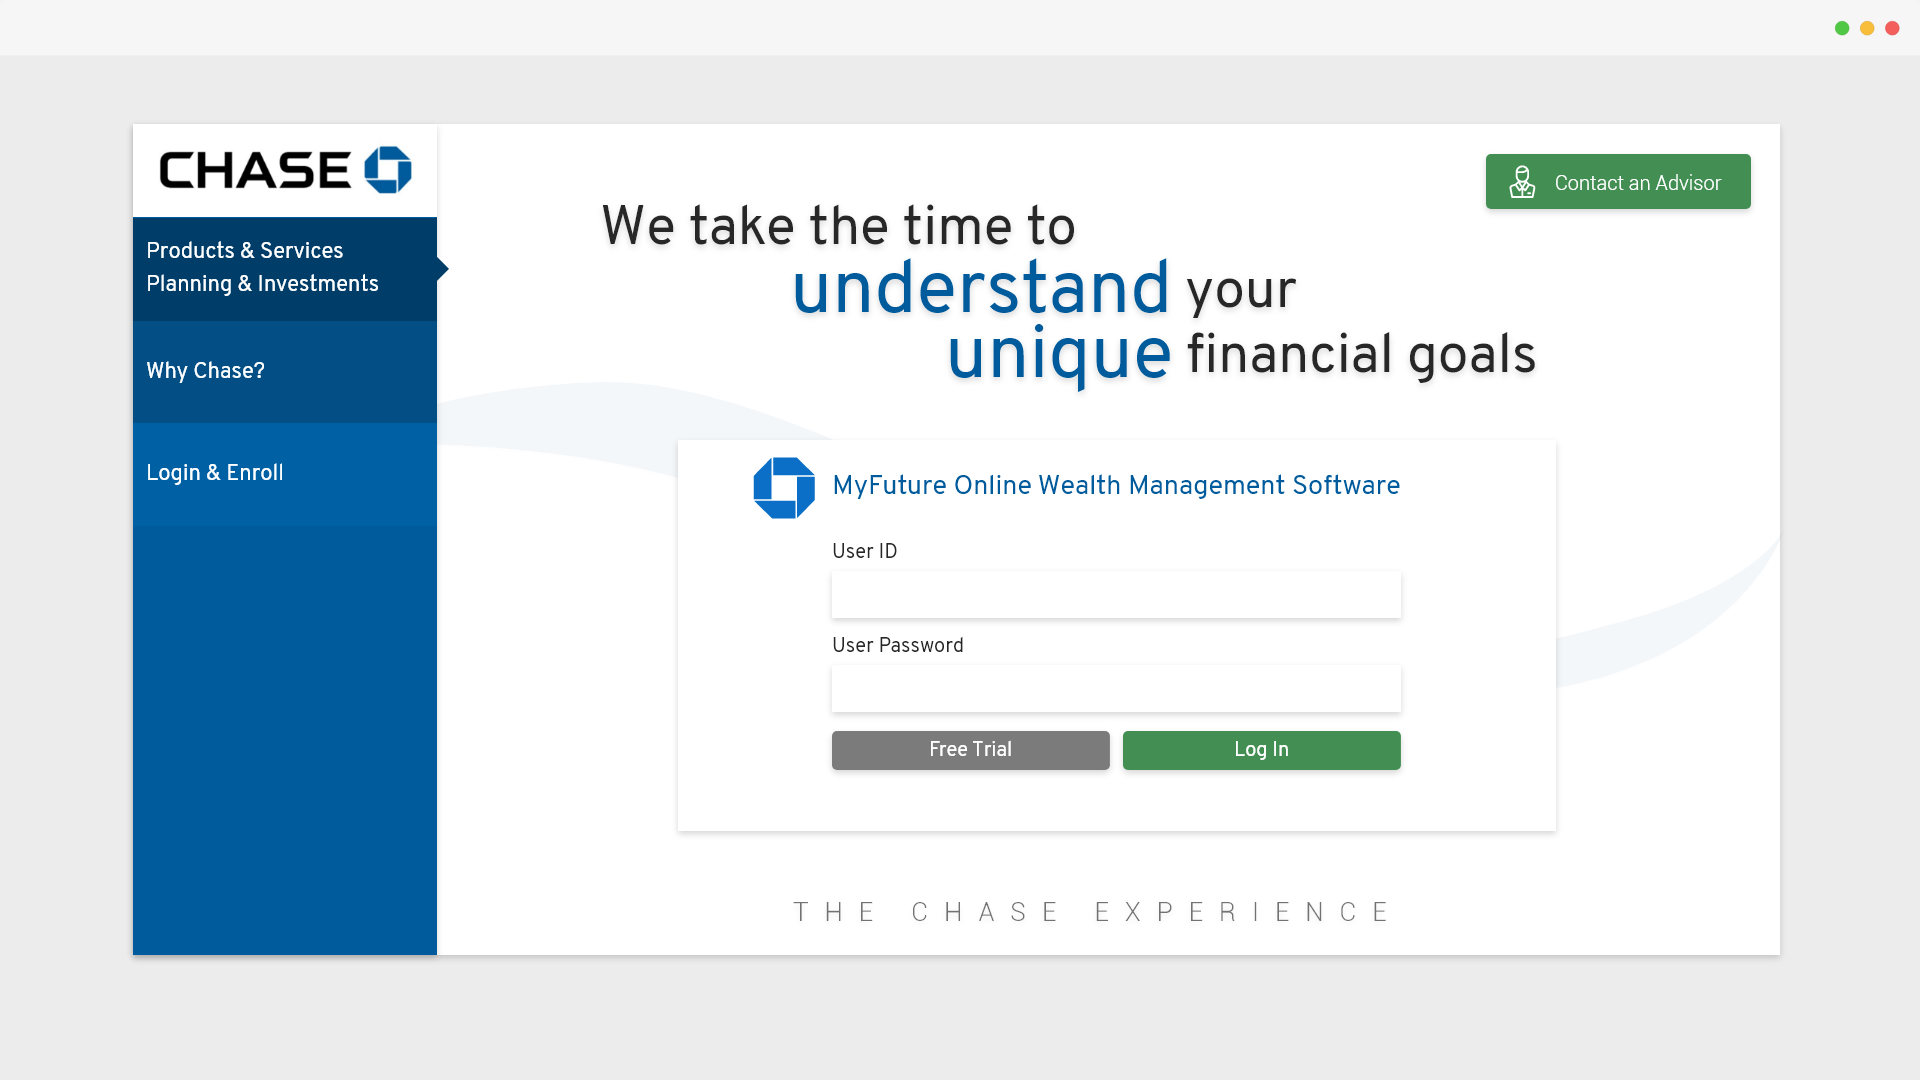 CHASE
Products & Services
Planning & Investments
Why Chase?
Login & Enroll
Contact an Advisor
We take the time to
understand your
unique financial goals
MyFuture Online Wealth Management Software
User ID
User Password
Free Trial
Log In
THE CHASE EXPERIENCE